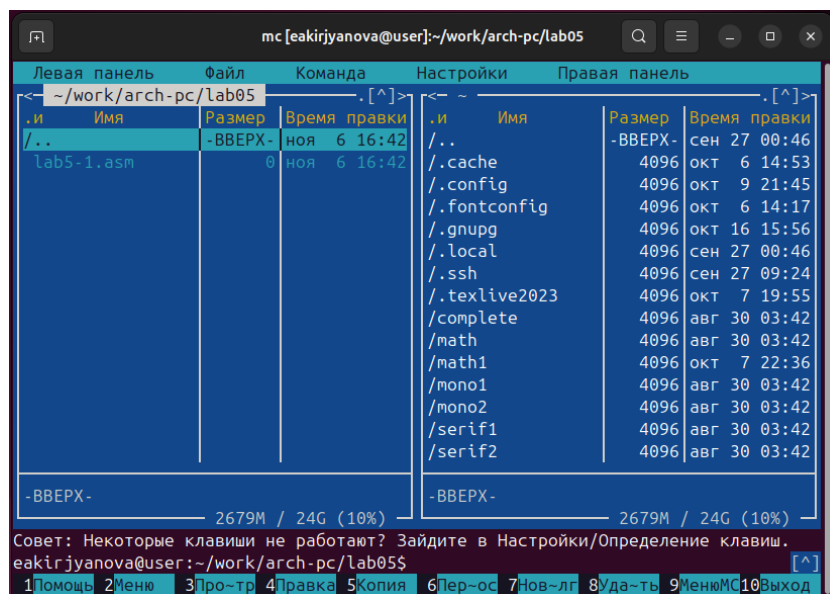 mc [eakirjyanova@user]:~/work/arch-pc/lab05
Левая панель Файл Команда Настройки Правая панель
<─ ~/work/arch-pc/lab05 ─.[^]>
.и Имя Размер Время правки
/.. -ВВЕРХ- ноя 6 16:42
lab5-1.asm 0 ноя 6 16:42
-ВВЕРХ-
2679M / 24G (10%)
<─ ~ ─.[^]>
.и Имя Размер Время правки
/.. -ВВЕРХ- сен 27 00:46
/.cache 4096 окт 6 14:53
/.config 4096 окт 9 21:45
/.fontconfig 4096 окт 6 14:17
/.gnupg 4096 окт 16 15:56
/.local 4096 сен 27 00:46
/.ssh 4096 сен 27 09:24
/.texlive2023 4096 окт 7 19:55
/complete 4096 авг 30 03:42
/math 4096 авг 30 03:42
/math1 4096 окт 7 22:36
/mono1 4096 авг 30 03:42
/mono2 4096 авг 30 03:42
/serif1 4096 авг 30 03:42
/serif2 4096 авг 30 03:42
-ВВЕРХ-
2679M / 24G (10%)
Совет: Некоторые клавиши не работают? Зайдите в Настройки/Определение клавиш.
eakirjyanova@user:~/work/arch-pc/lab05$ [^]
1Помощь 2Меню 3Про~тр 4Правка 5Копия 6Пер~ос 7Нов~лг 8Уда~ть 9МенюMC 10Выход